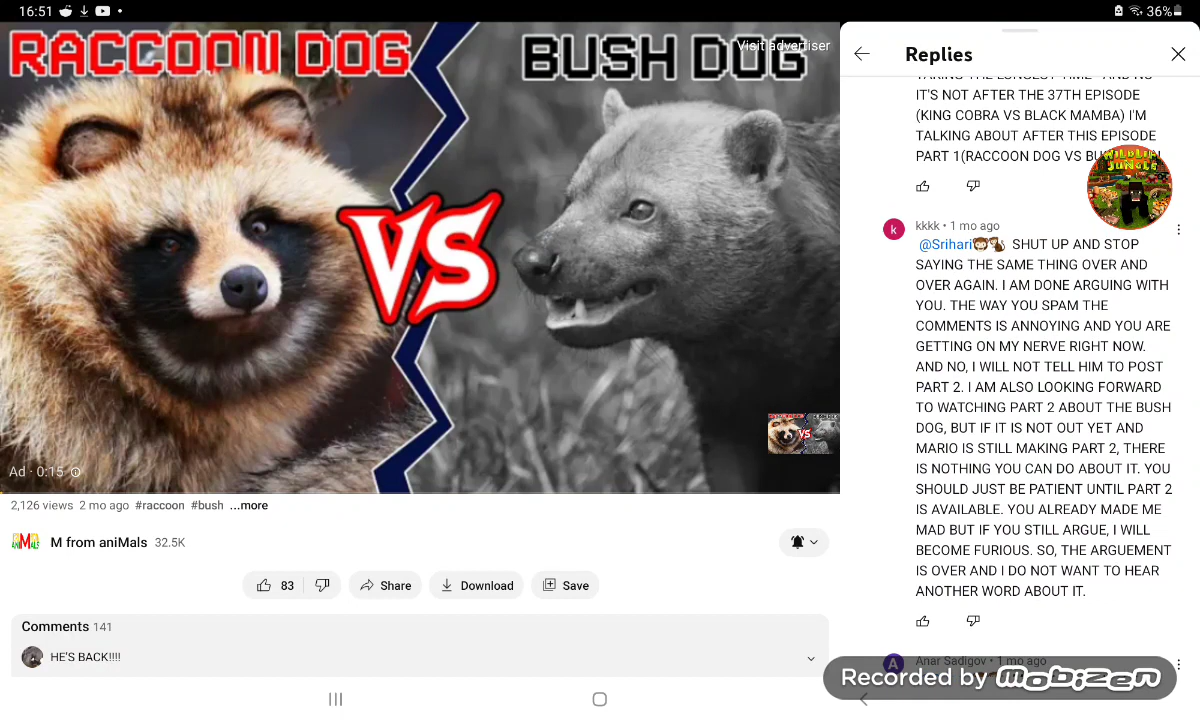 16:51
36%
RACCOON DOG
BUSH DOG
Visit advertiser
VS
Ad · 0:15
2,126 views 2 mo ago #raccoon #bush ...more
M from aniMals 32.5K
83
Share
Download
Save
Comments 141
HE'S BACK!!!!
Replies
TAKING THE LONGEST TIME AND NO
IT'S NOT AFTER THE 37TH EPISODE
(KING COBRA VS BLACK MAMBA) I'M
TALKING ABOUT AFTER THIS EPISODE
PART 1(RACCOON DOG VS
WILDLIFE
JUNGLE
k
kkkk • 1 mo ago
@Srihari SHUT UP AND STOP
SAYING THE SAME THING OVER AND
OVER AGAIN. I AM DONE ARGUING WITH
YOU. THE WAY YOU SPAM THE
COMMENTS IS ANNOYING AND YOU ARE
GETTING ON MY NERVE RIGHT NOW.
AND NO, I WILL NOT TELL HIM TO POST
PART 2. I AM ALSO LOOKING FORWARD
TO WATCHING PART 2 ABOUT THE BUSH
DOG, BUT IF IT IS NOT OUT YET AND
MARIO IS STILL MAKING PART 2, THERE
IS NOTHING YOU CAN DO ABOUT IT. YOU
SHOULD JUST BE PATIENT UNTIL PART 2
IS AVAILABLE. YOU ALREADY MADE ME
MAD BUT IF YOU STILL ARGUE, I WILL
BECOME FURIOUS. SO, THE ARGUEMENT
IS OVER AND I DO NOT WANT TO HEAR
ANOTHER WORD ABOUT IT.
A
Anar Sadigov • 1 mo ago
Recorded by mobizen